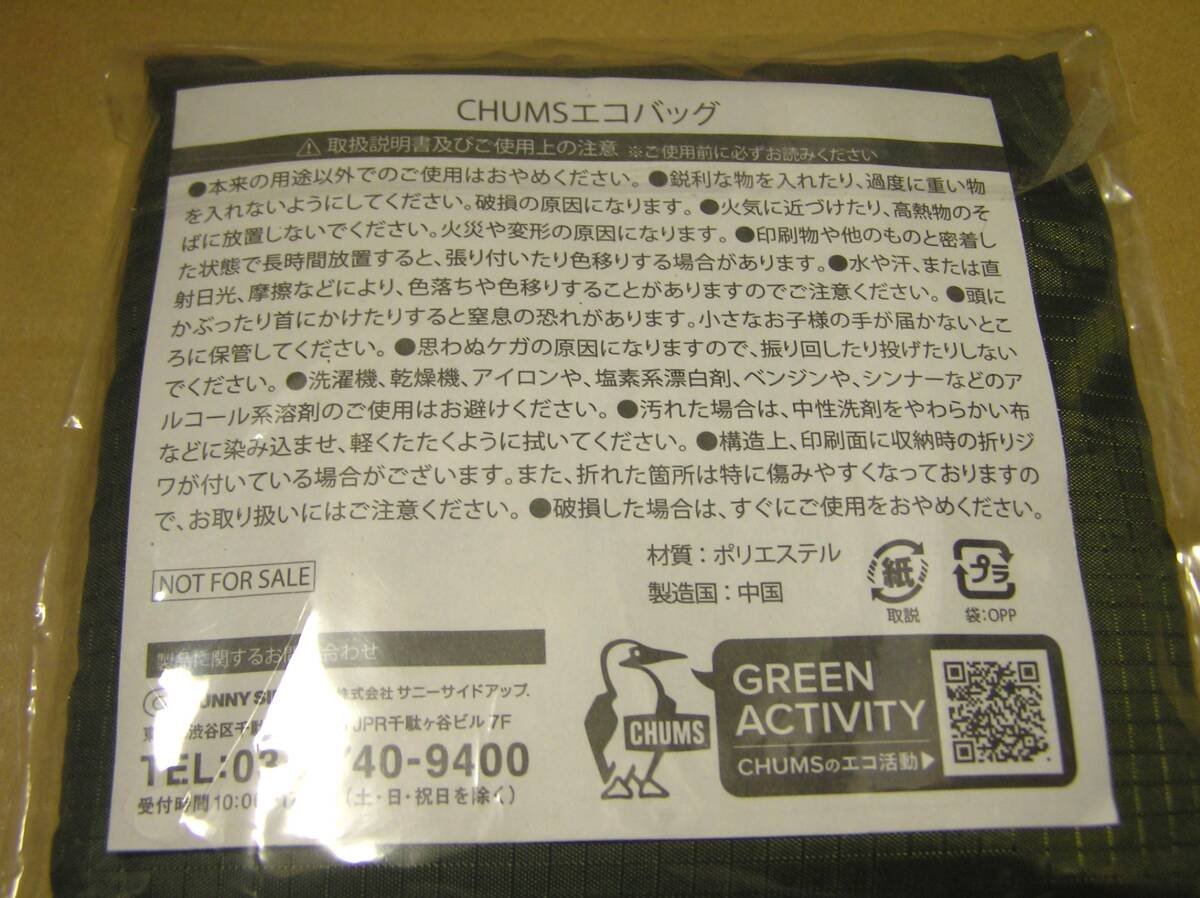 CHUMSエコバッグ
⚠ 取扱説明書及びご使用上の注意 ※ご使用前に必ずお読みください
●本来の用途以外でのご使用はおやめください。●鋭利な物を入れたり、過度に重い物
を入れないようにしてください。破損の原因になります。●火気に近づけたり、高熱物のそ
ばに放置しないでください。火災や変形の原因になります。●印刷物や他のものと密着し
た状態で長時間放置すると、張り付いたり色移りする場合があります。●水や汗、または直
射日光、摩擦などにより、色落ちや色移りすることがありますのでご注意ください。●頭に
かぶったり首にかけたりすると窒息の恐れがあります。小さなお子様の手が届かないとこ
ろに保管してください。●思わぬケガの原因になりますので、振り回したり投げたりしない
でください。●洗濯機、乾燥機、アイロンや、塩素系漂白剤、ベンジンや、シンナーなどのア
ルコール系溶剤のご使用はお避けください。●汚れた場合は、中性洗剤をやわらかい布
などに染み込ませ、軽くたたくように拭いてください。●構造上、印刷面に収納時の折りジ
ワが付いている場合がございます。また、折れた箇所は特に傷みやすくなっておりますの
で、お取り扱いにはご注意ください。●破損した場合は、すぐにご使用をおやめください。
材質：ポリエステル
製造国：中国
NOT FOR SALE
紙
取説
プラ
袋：OPP
製品に関するお問 合わせ
UNNY SI 株式会社 サニーサイドアップ.
渋谷区千駄 JPR千駄ヶ谷ビル7F
TEL:03 740-9400
受付時間10:00 (土・日・祝日を除く)
CHUMS
GREEN
ACTIVITY
CHUMSのエコ活動▶